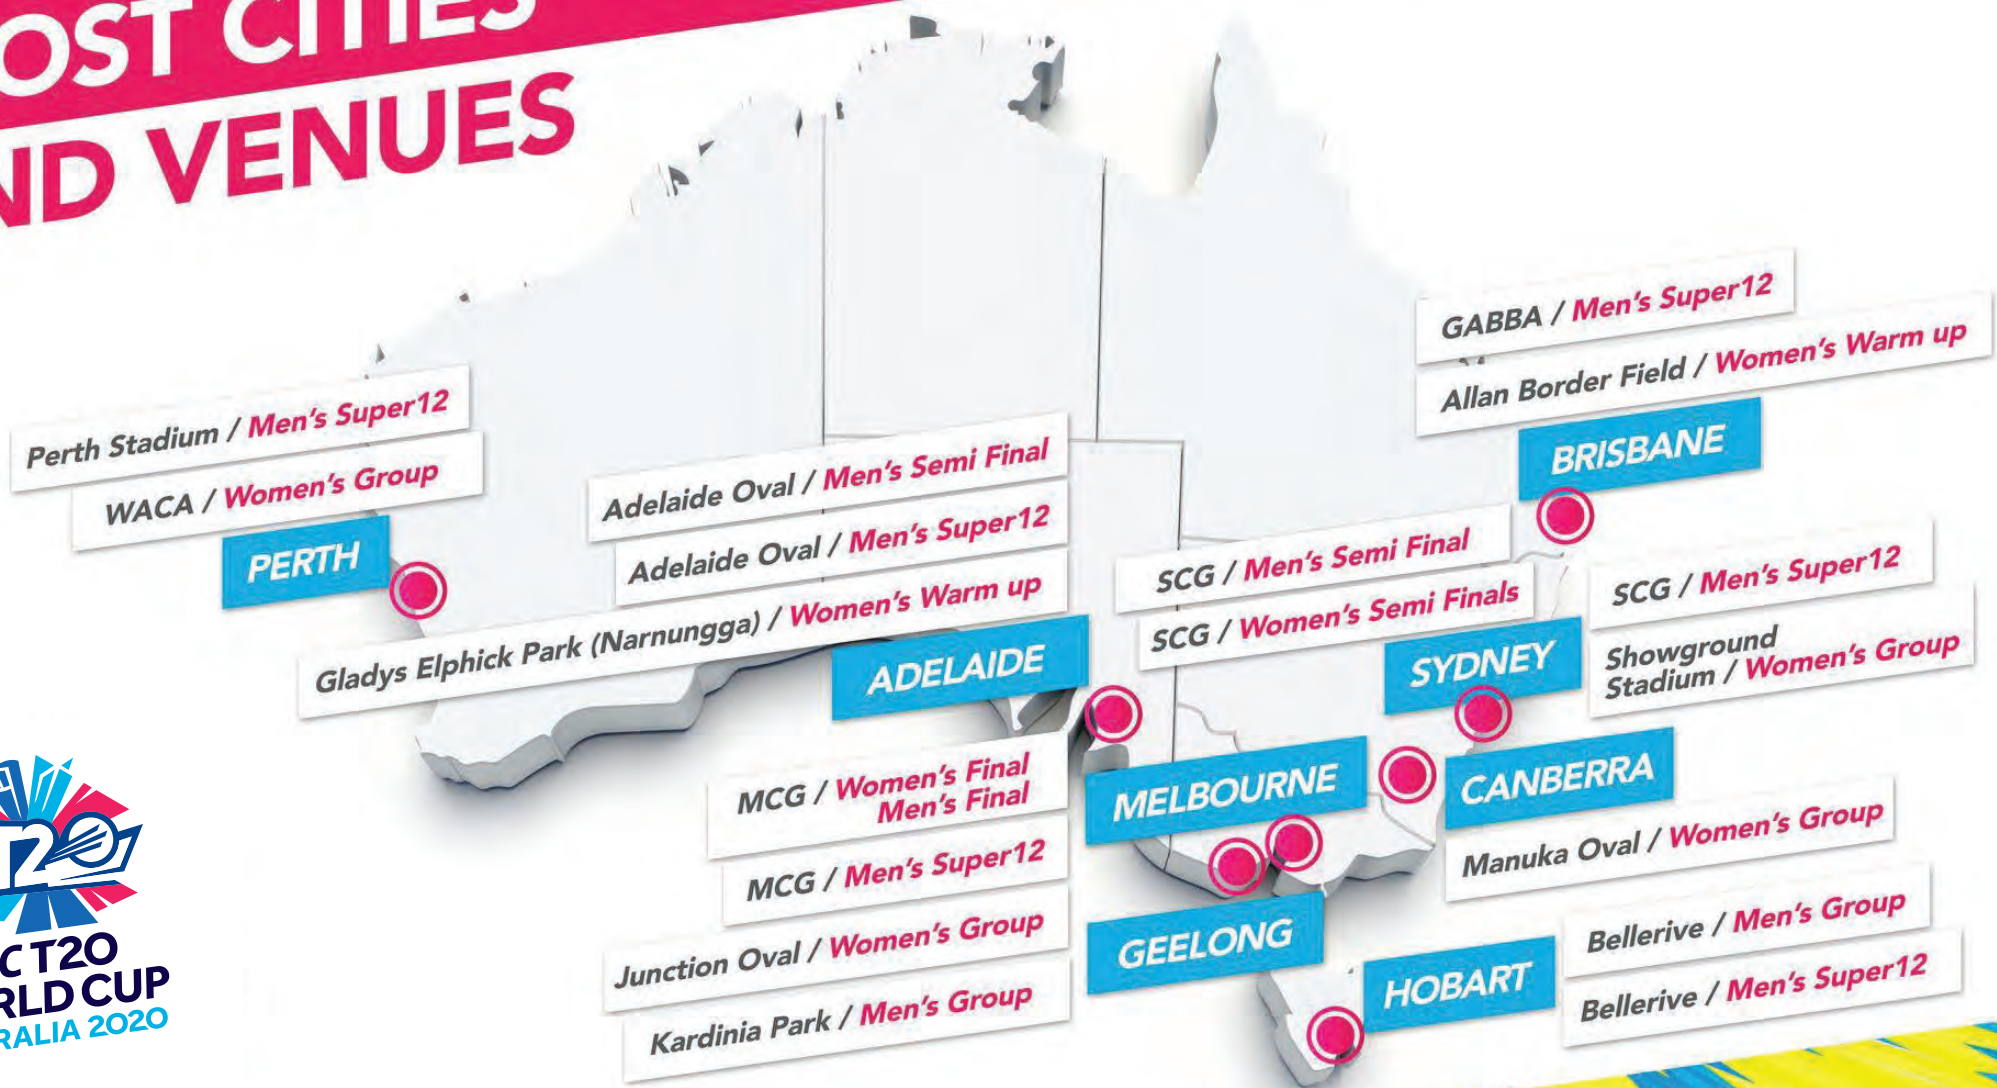 OST CITIES
ND VENUES
GABBA / Men's Super12
Allan Border Field / Women's Warm up
BRISBANE
Perth Stadium / Men's Super12
WACA / Women's Group
PERTH
Adelaide Oval / Men's Semi Final
Adelaide Oval / Men's Super12
Gladys Elphick Park (Narnungga) / Women's Warm up
ADELAIDE
SCG / Men's Semi Final
SCG / Women's Semi Finals
SYDNEY
SCG / Men's Super12
Showground
Stadium / Women's Group
MCG / Women's Final
Men's Final
MCG / Men's Super12
Junction Oval / Women's Group
MELBOURNE
CANBERRA
Manuka Oval / Women's Group
Kardinia Park / Men's Group
GEELONG
HOBART
Bellerive / Men's Group
Bellerive / Men's Super12
T20
C T20
RLD CUP
RALIA 2020